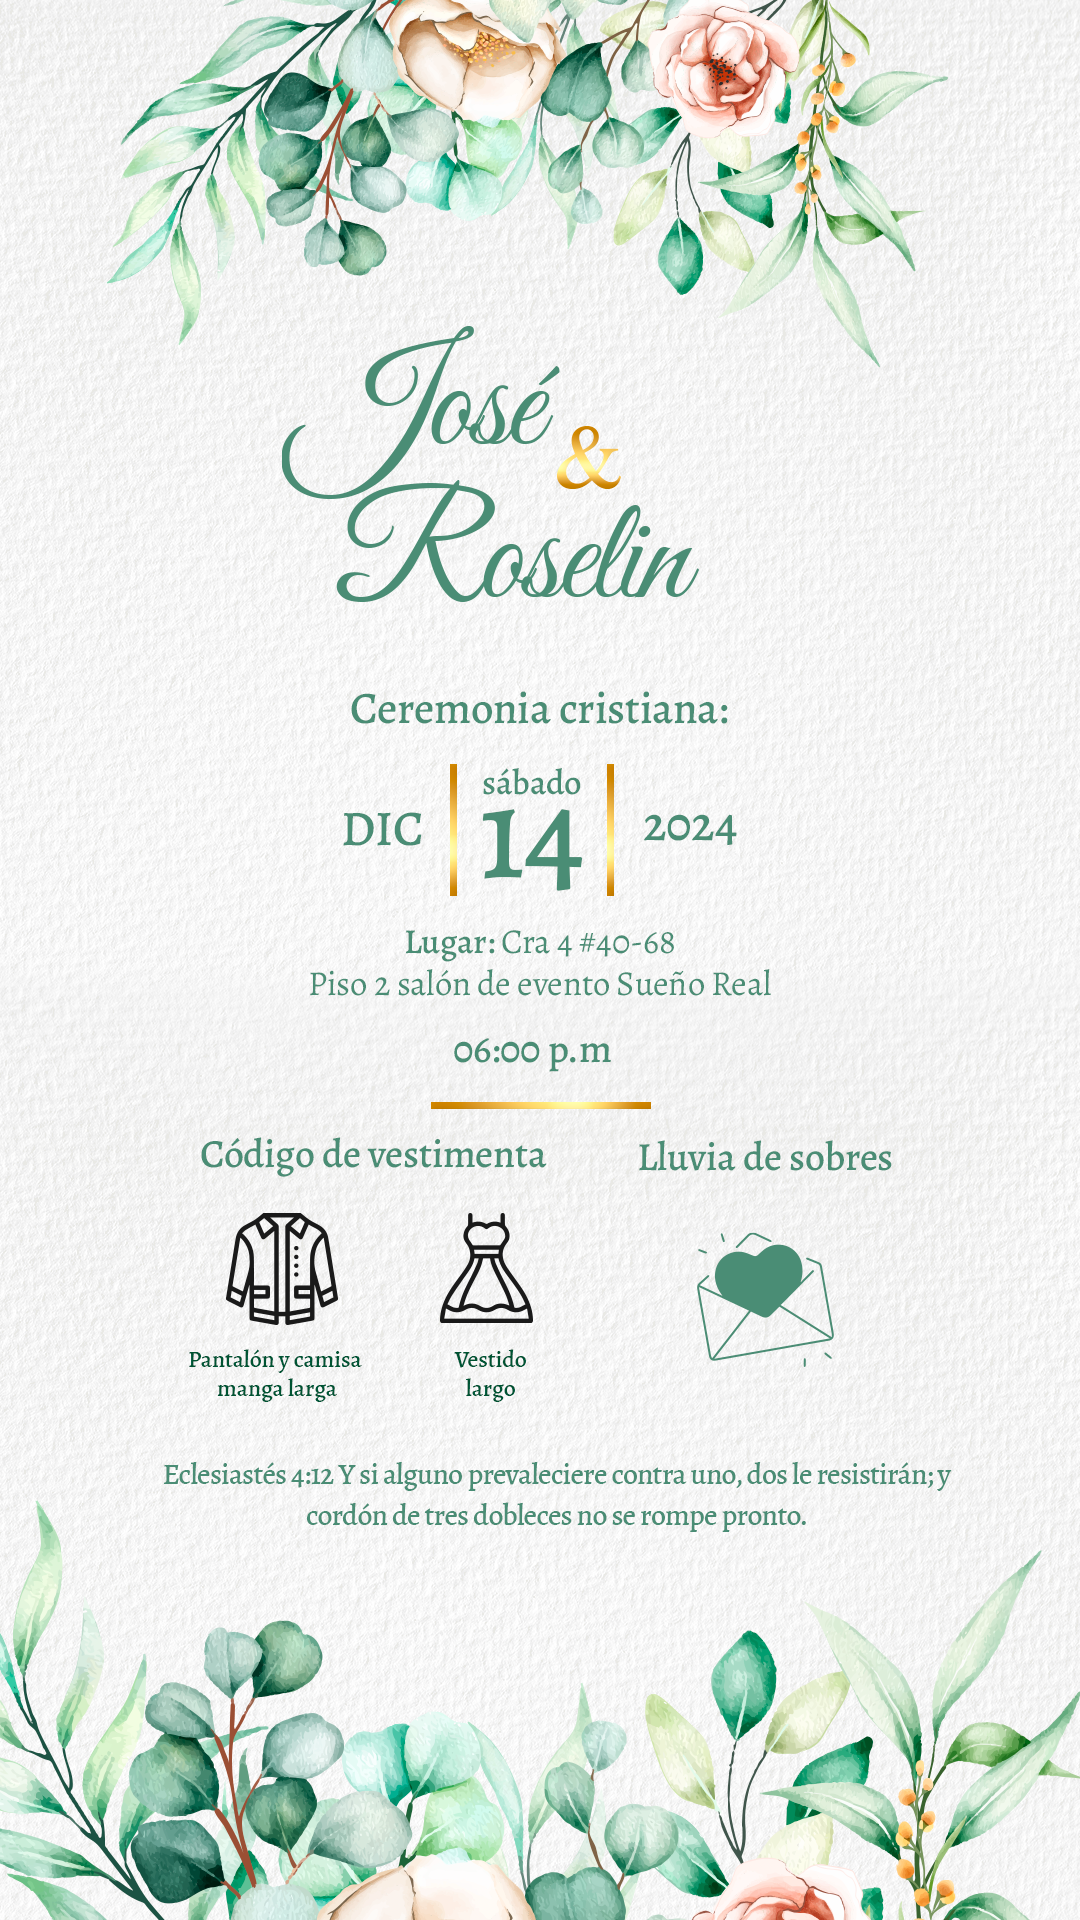 José
&
Roselin
Ceremonia cristiana:
sábado
DIC 14 2024
Lugar: Cra 4 #40-68
Piso 2 salón de evento Sueño Real
06:00 p.m
Código de vestimenta
Lluvia de sobres
Pantalón y camisa
manga larga
Vestido
largo
Eclesiastés 4:12 Y si alguno prevaleciere contra uno, dos le resistirán; y
cordón de tres dobleces no se rompe pronto.